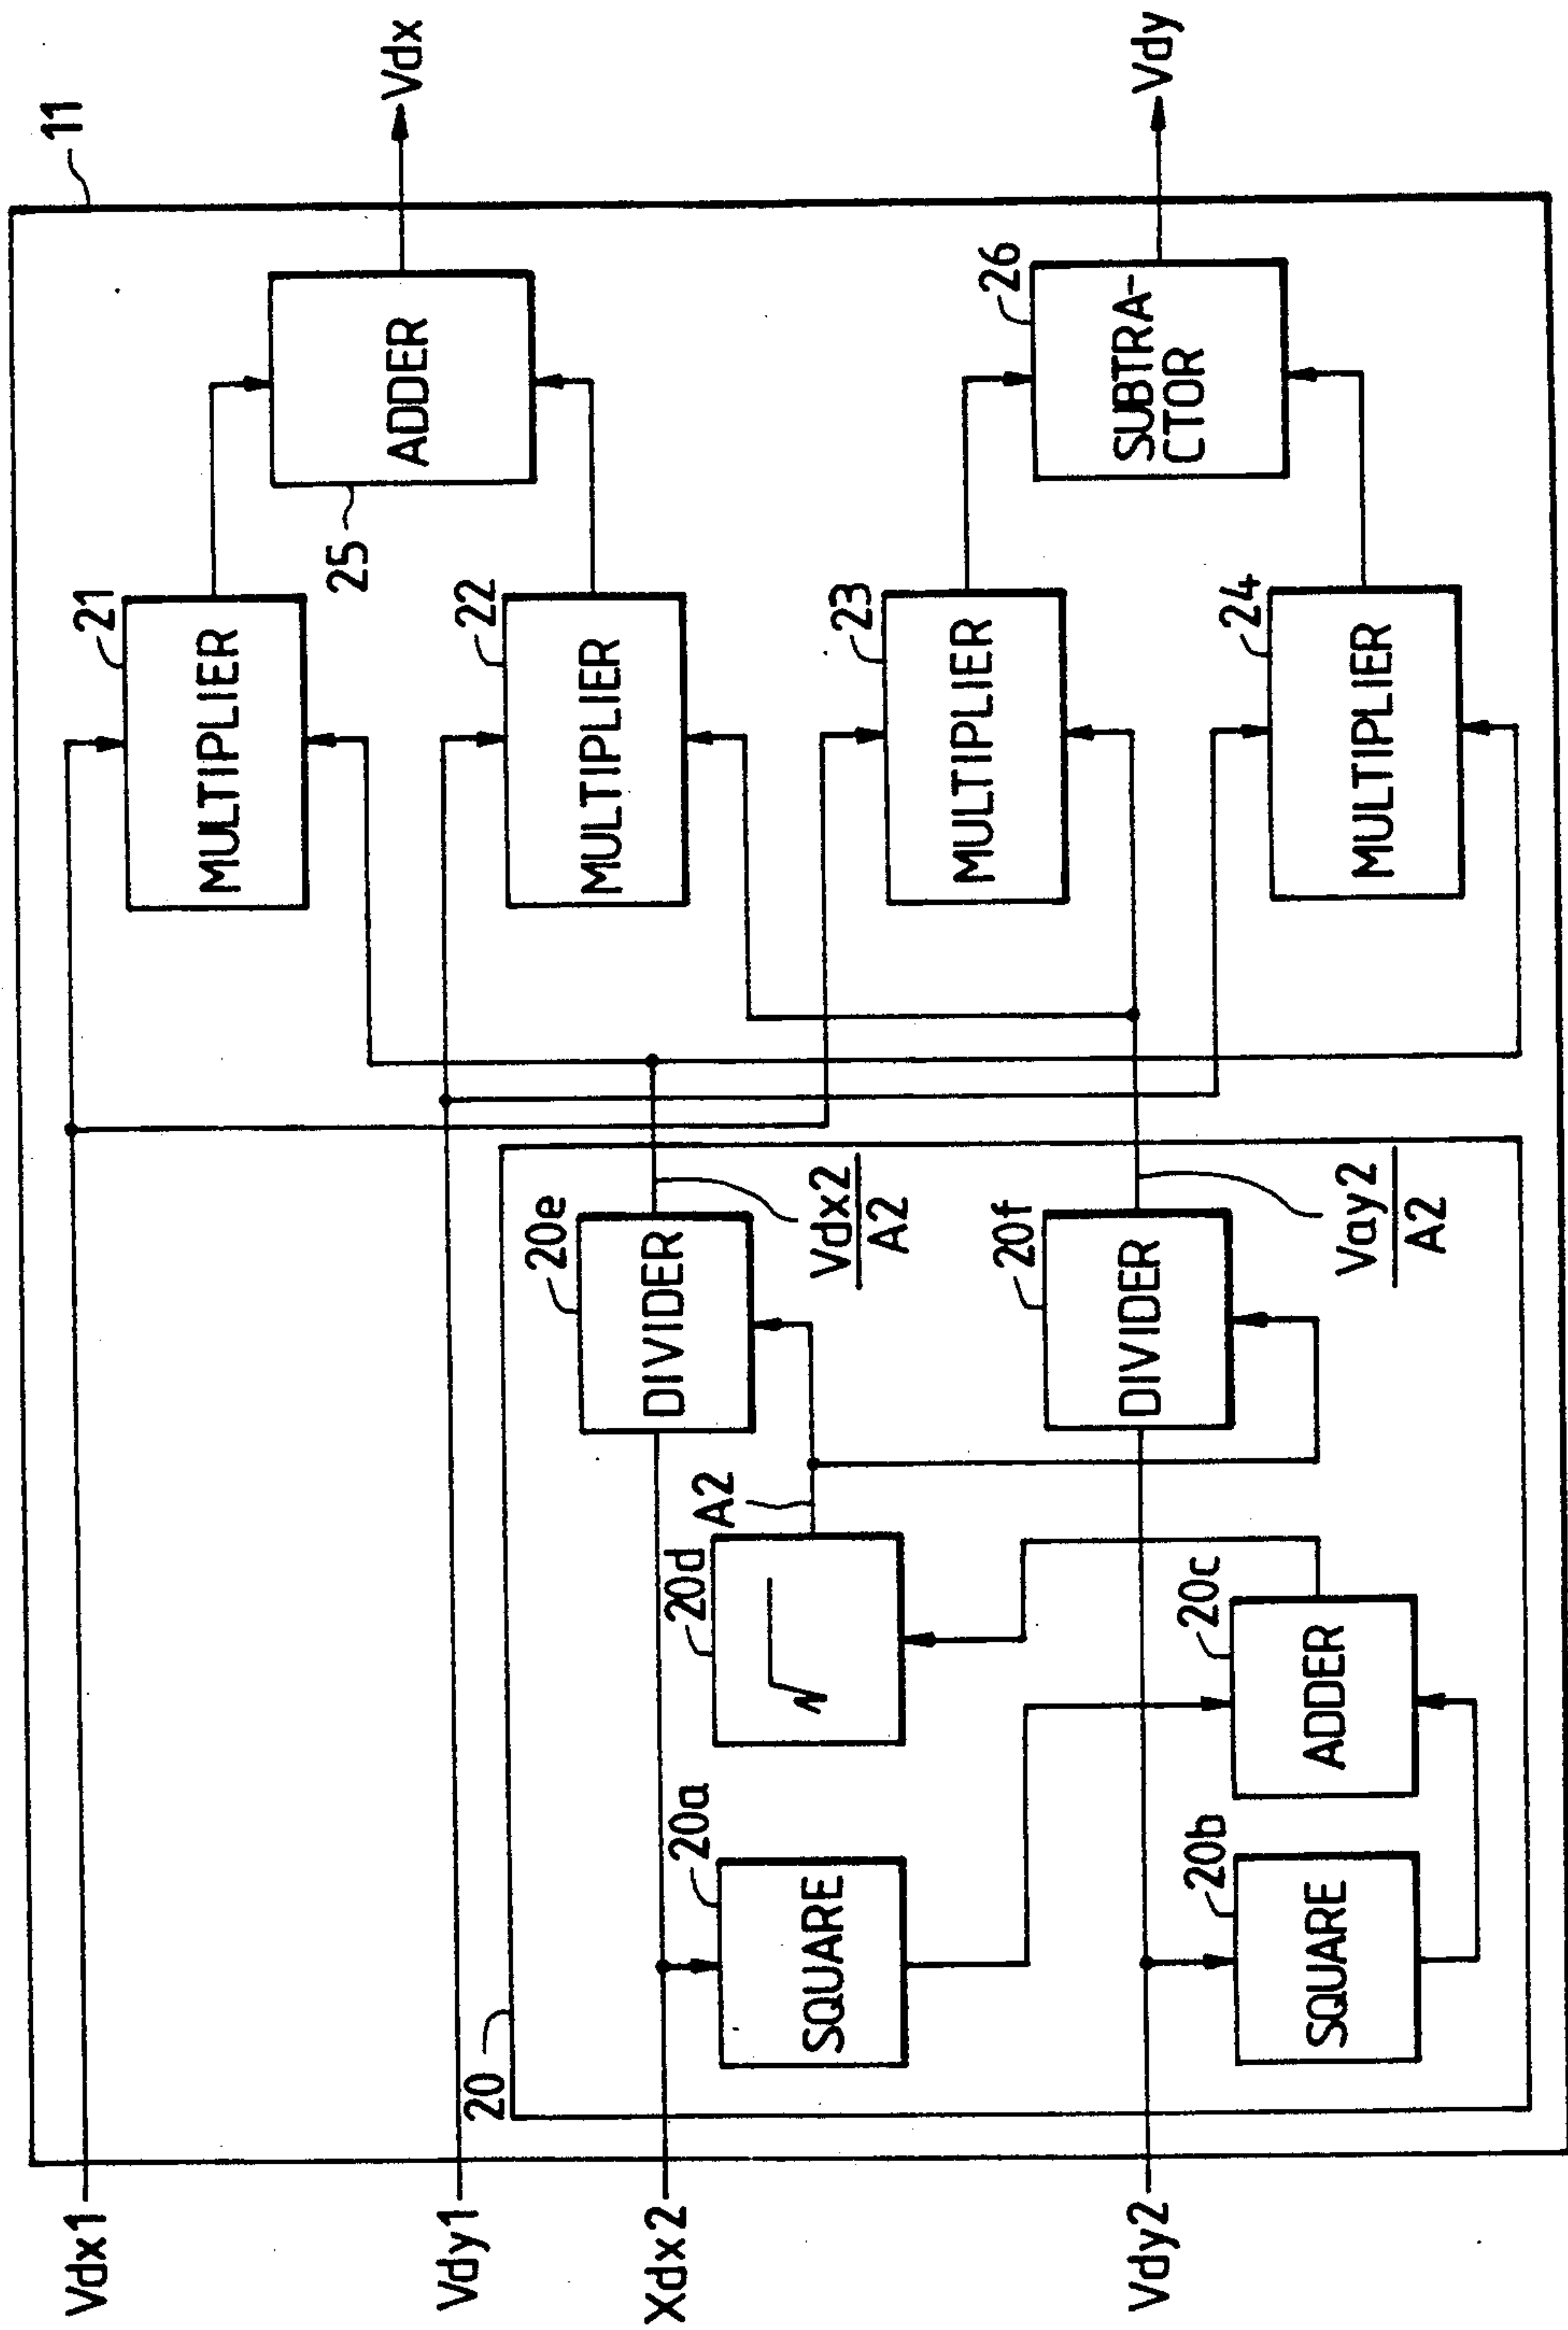 11
Vdx1
21
MULTIPLIER
ADDER
25
Vdx
Vdy1
22
MULTIPLIER
20
20e
DIVIDER
Vdx2
A2
Xdx2
20a
SQUARE
20d
√
A2
23
MULTIPLIER
26
SUBTRA-
CTOR
Vdy
20f
DIVIDER
Vay2
A2
Vdy2
20b
SQUARE
20c
ADDER
24
MULTIPLIER